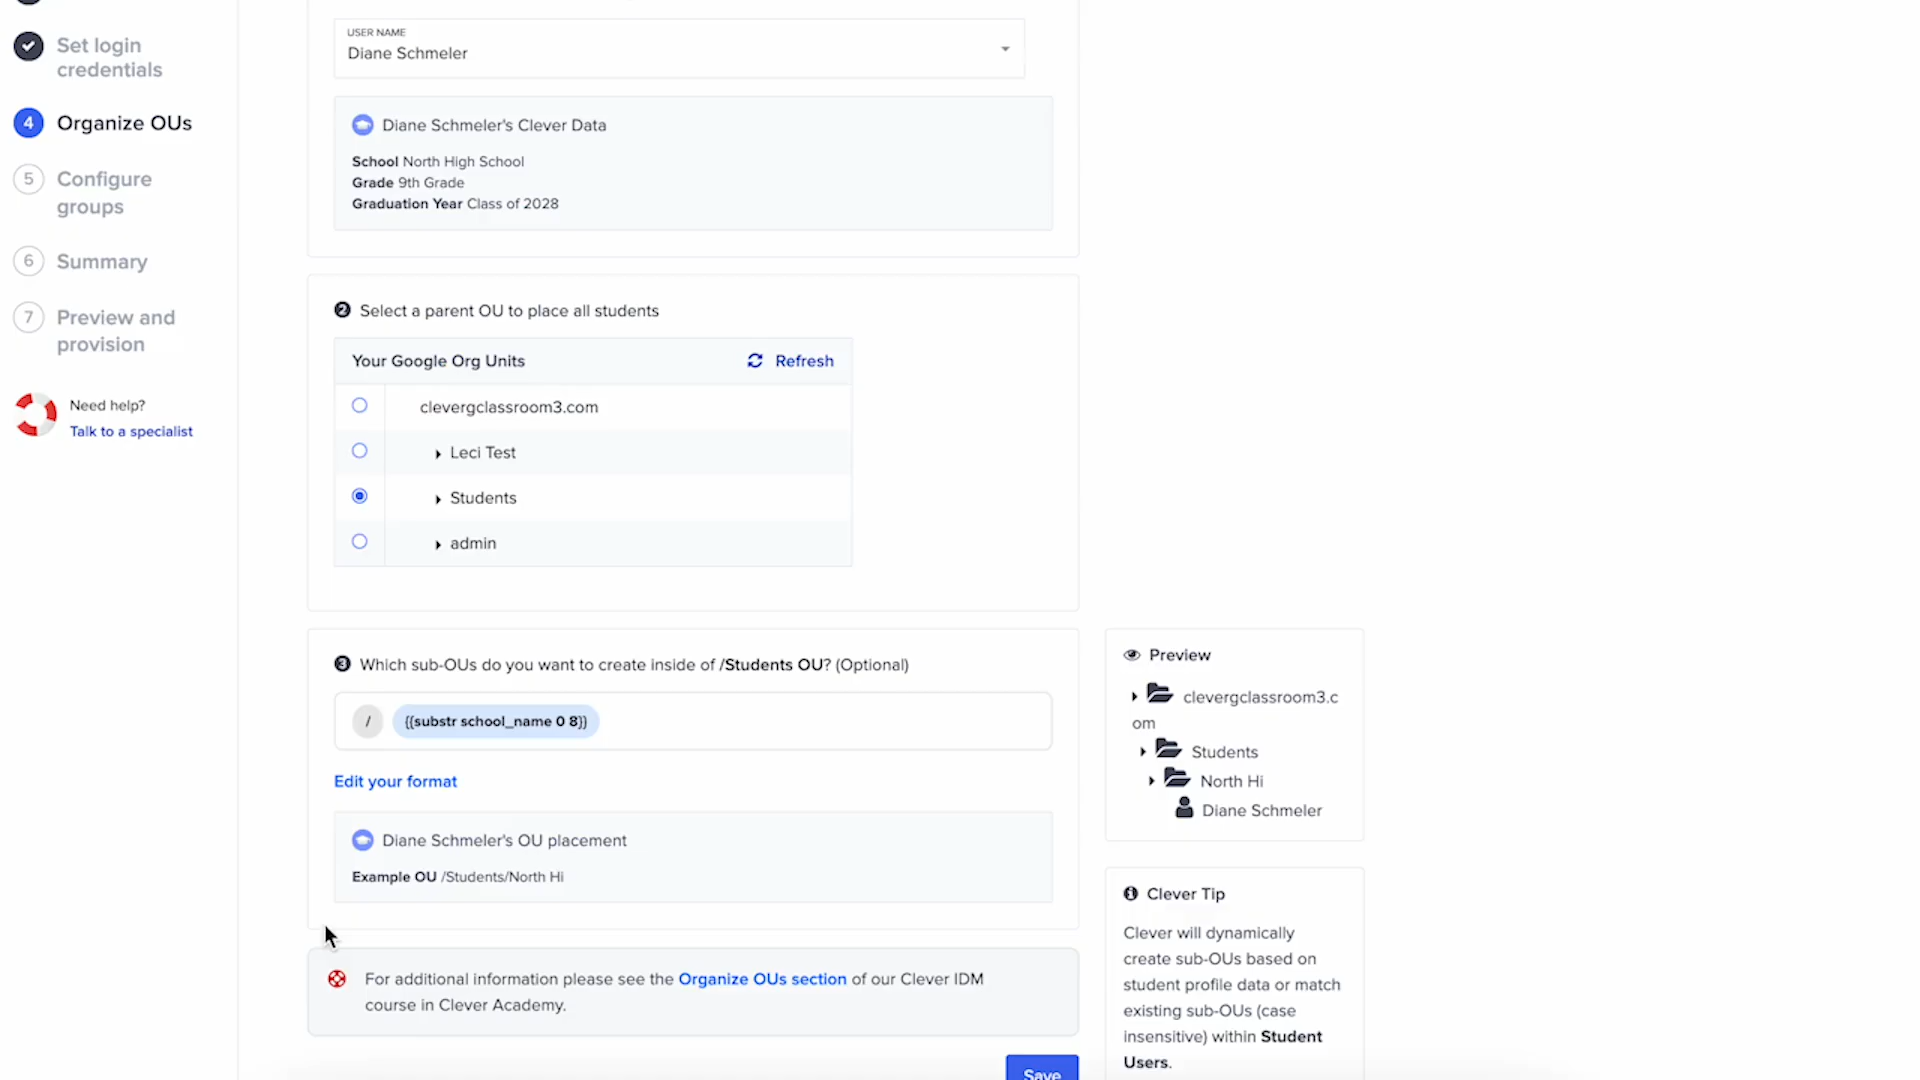 Set login
credentials
4 Organize OUs
5 Configure
groups
6 Summary
7 Preview and
provision
Need help?
Talk to a specialist
USER NAME
Diane Schmeler
Diane Schmeler's Clever Data
School North High School
Grade 9th Grade
Graduation Year Class of 2028
2 Select a parent OU to place all students
Your Google Org Units
Refresh
clevergclassroom3.com
Leci Test
Students
admin
3 Which sub-OUs do you want to create inside of /Students OU? (Optional)
/ {{substr school_name 0 8}}
Edit your format
Diane Schmeler's OU placement
Example OU /Students/North Hi
For additional information please see the Organize OUs section of our Clever IDM
course in Clever Academy.
Save
Preview
clevergclassroom3.c
om
Students
North Hi
Diane Schmeler
Clever Tip
Clever will dynamically
create sub-OUs based on
student profile data or match
existing sub-OUs (case
insensitive) within Student
Users.